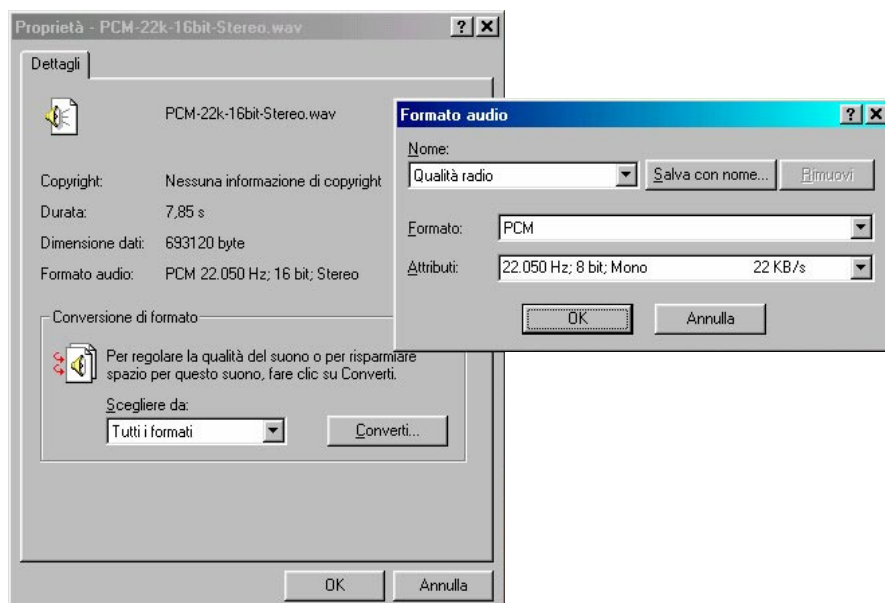 Proprietà - PCM-22k-16bit-Stereo.wav
Dettagli
PCM-22k-16bit-Stereo.wav
Copyright: Nessuna informazione di copyright
Durata: 7,85 s
Dimensione dati: 693120 byte
Formato audio: PCM 22.050 Hz; 16 bit; Stereo
Conversione di formato
Per regolare la qualità del suono o per risparmiare
spazio per questo suono, fare clic su Converti.
Scegliere da:
Tutti i formati
Converti...
OK Annulla
Formato audio
Nome:
Qualità radio Salva con nome... Rimuovi
Formato: PCM
Attributi: 22.050 Hz; 8 bit; Mono 22 KB/s
OK Annulla